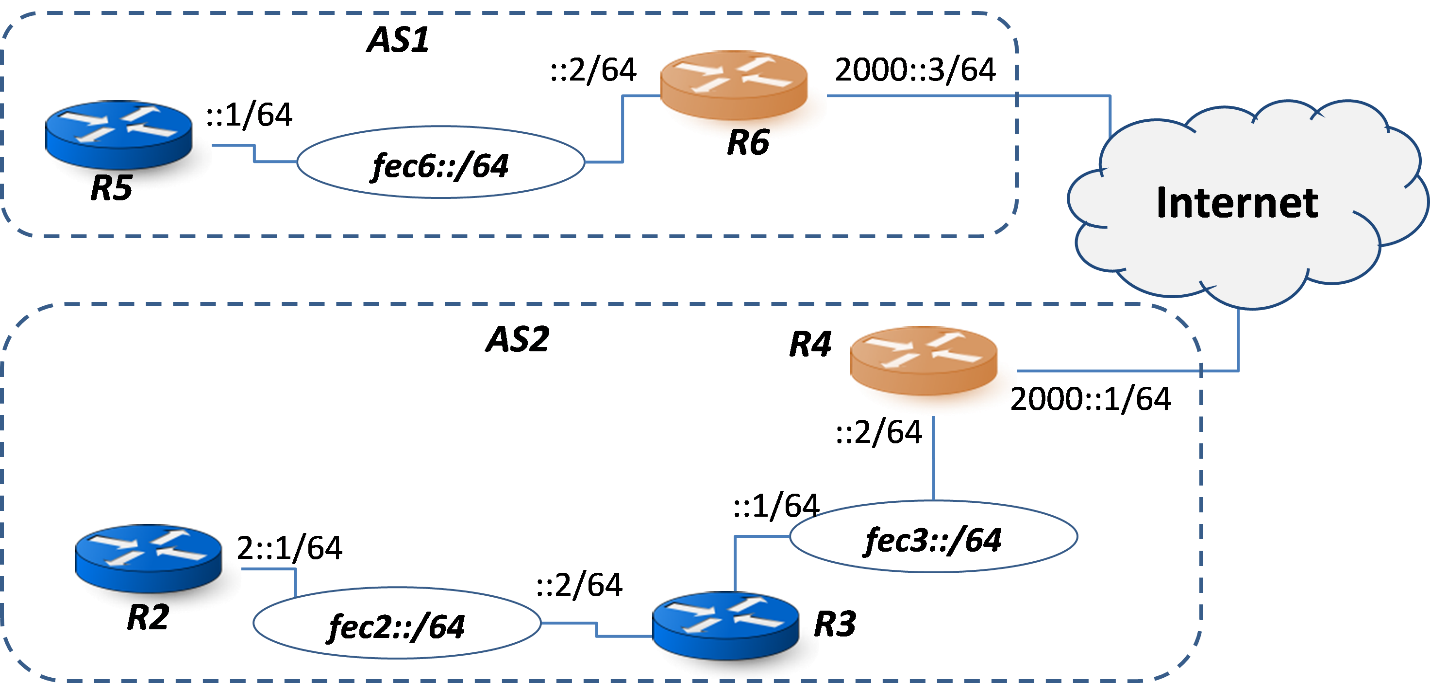 AS1
::2/64
2000::3/64
::1/64
R6
fec6::/64
R5
Internet
AS2
R4
2000::1/64
::2/64
::1/64
fec3::/64
2::1/64
::2/64
R2
fec2::/64
R3